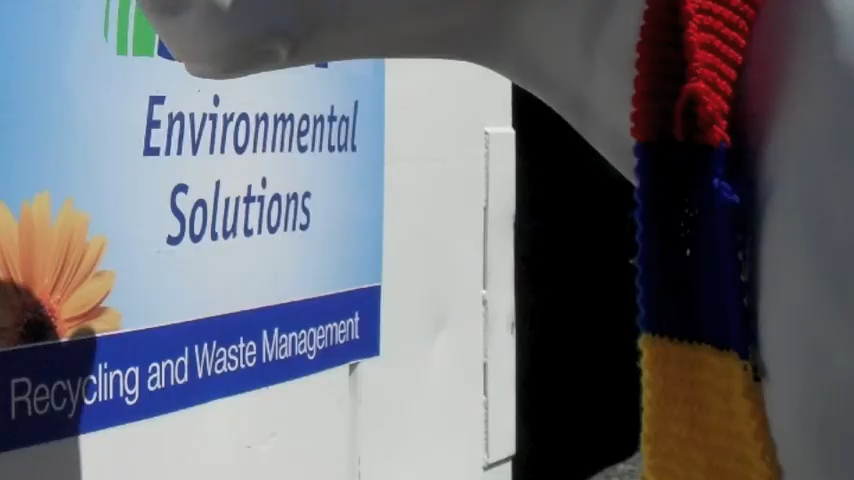 Environmental
Solutions
Recycling and Waste Management